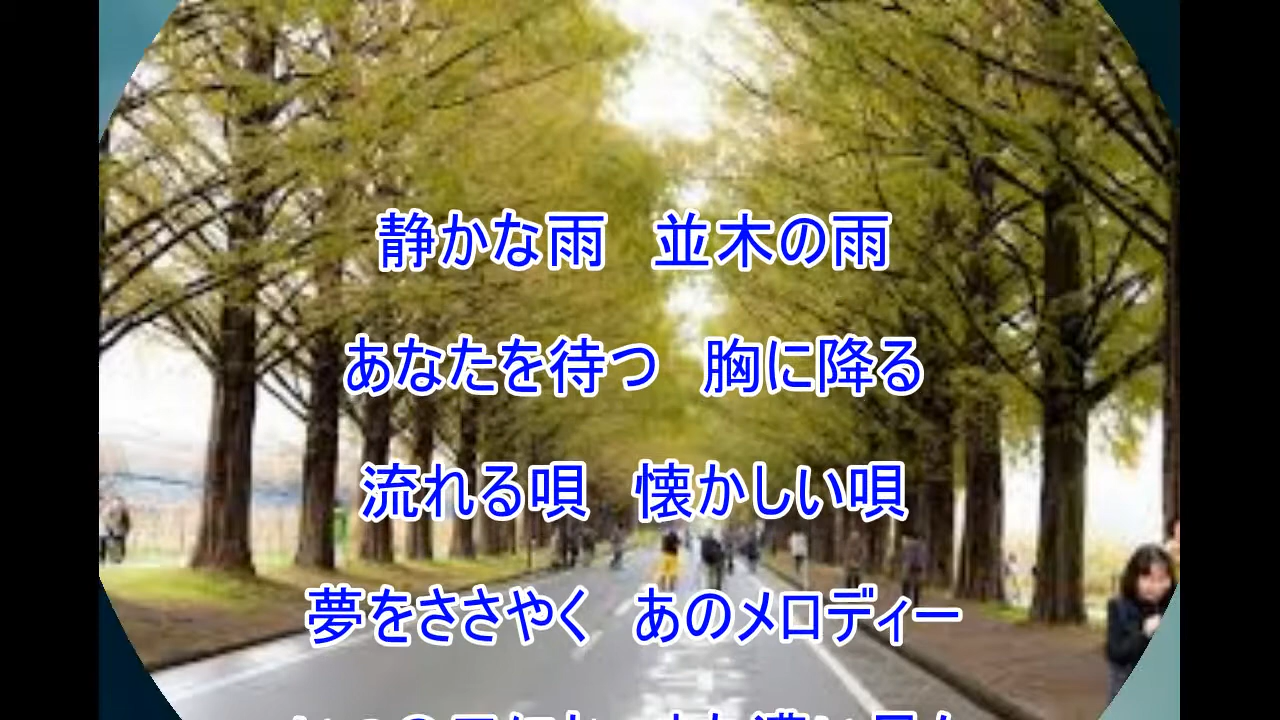 静かな雨　並木の雨
あなたを待つ　胸に降る
流れる唄　懐かしい唄
夢をささやく　あのメロディー